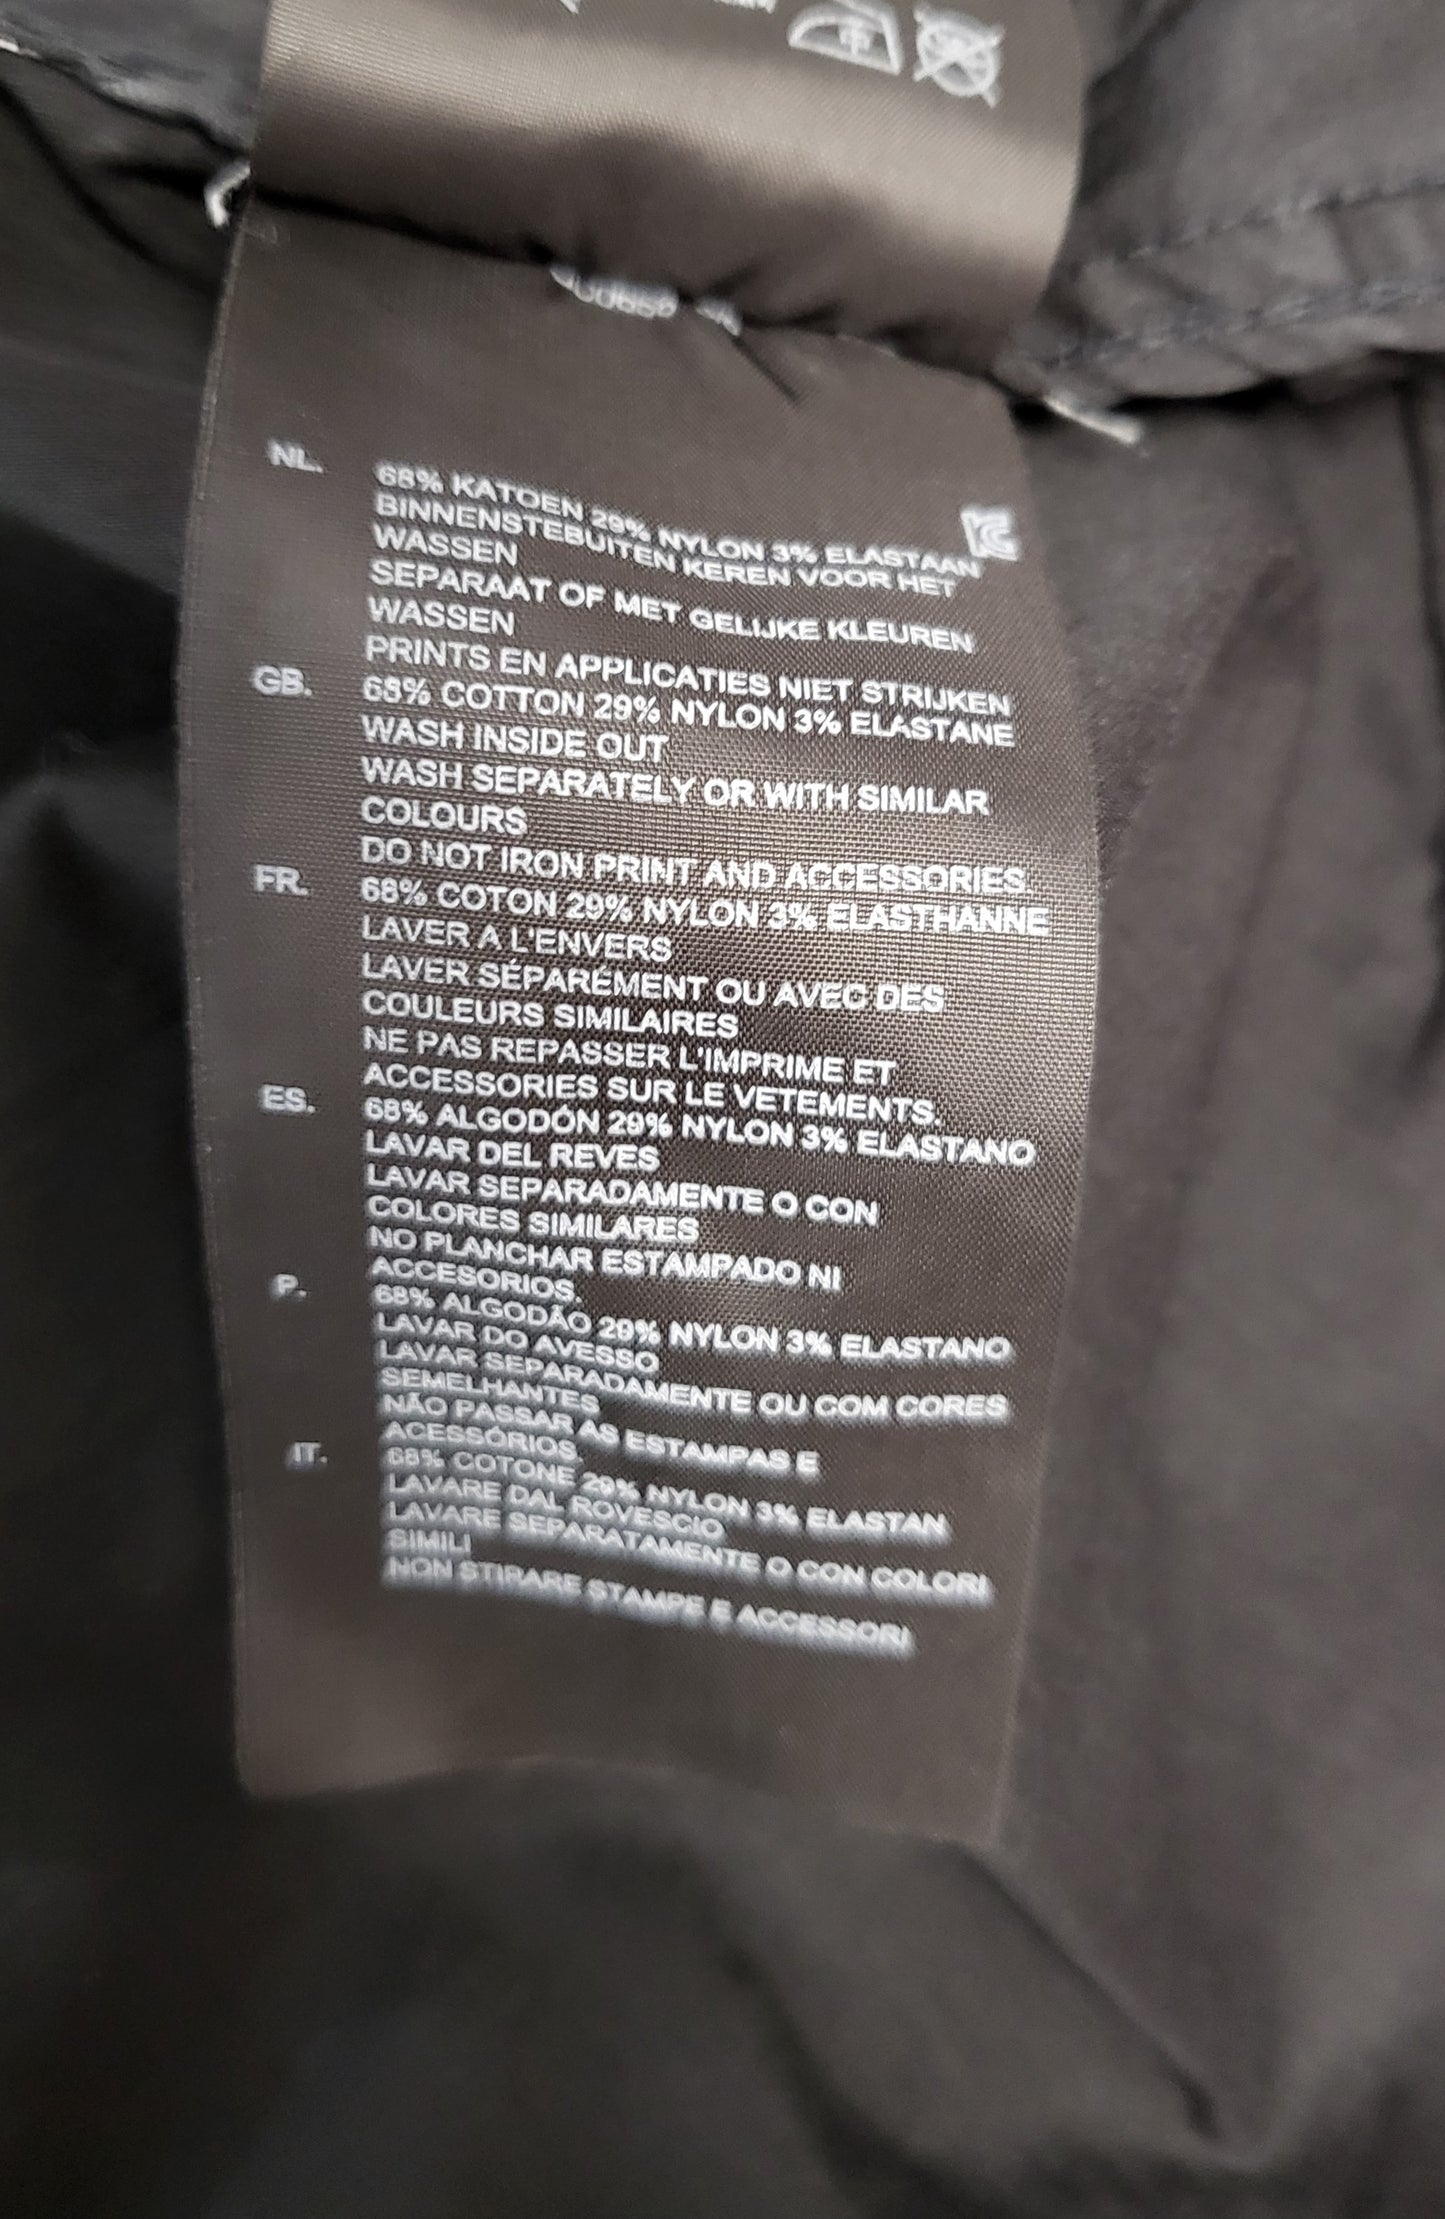 NL. 68% KATOEN 29% NYLON 3% ELASTAAN
BINNENSTEBUITEN KEREN VOOR HET
WASSEN
SEPARAAT OF MET GELIJKE KLEUREN
WASSEN
PRINTS EN APPLICATIES NIET STRIJKEN
GB. 68% COTTON 29% NYLON 3% ELASTANE
WASH INSIDE OUT
WASH SEPARATELY OR WITH SIMILAR
COLOURS
DO NOT IRON PRINT AND ACCESSORIES.
FR. 68% COTON 29% NYLON 3% ELASTHANNE
LAVER A L'ENVERS
LAVER SÉPARÉMENT OU AVEC DES
COULEURS SIMILAIRES
NE PAS REPASSER L'IMPRIME ET
ACCESSORIES SUR LE VETEMENTS.
ES. 68% ALGODÓN 29% NYLON 3% ELASTANO
LAVAR DEL REVES
LAVAR SEPARADAMENTE O CON
COLORES SIMILARES
NO PLANCHAR ESTAMPADO NI
ACCESORIOS.
P. 68% ALGODÃO 29% NYLON 3% ELASTANO
LAVAR DO AVESSO
LAVAR SEPARADAMENTE OU COM CORES
SEMELHANTES
NÃO PASSAR AS ESTAMPAS E
ACESSÓRIOS.
IT. 68% COTONE 29% NYLON 3% ELASTAN
LAVARE DAL ROVESCIO
LAVARE SEPARATAMENTE O CON COLORI
SIMILI
NON STIRARE STAMPE E ACCESSORI